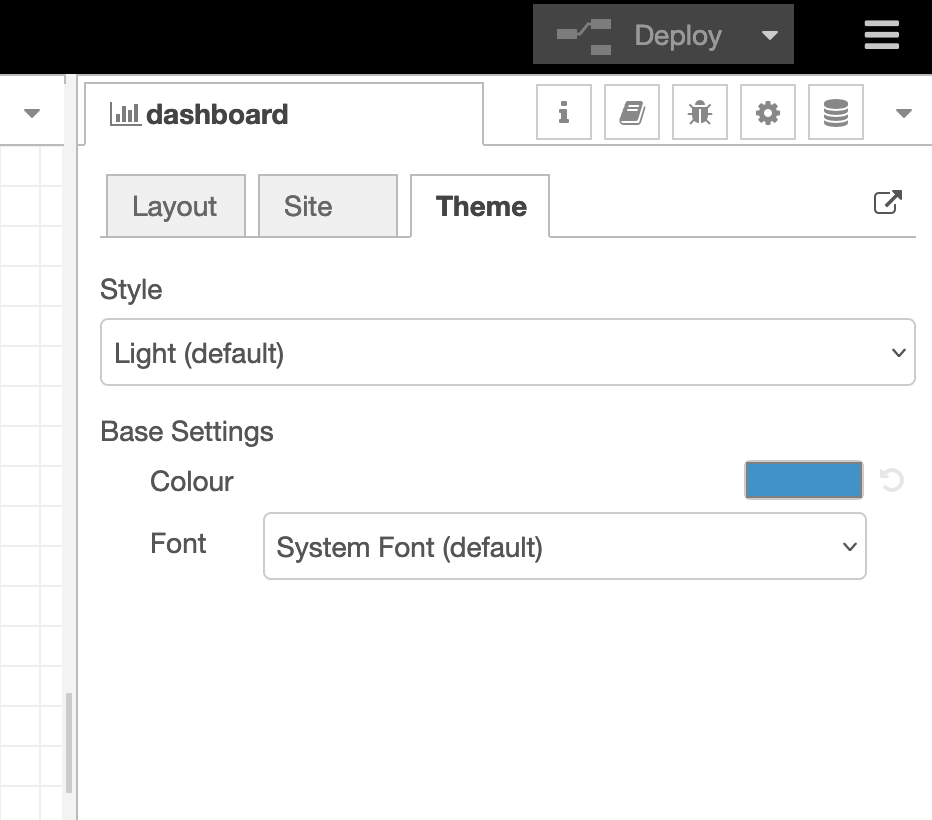 Deploy
dashboard
Layout
Site
Theme
Style
Light (default)
Base Settings
Colour
Font
System Font (default)